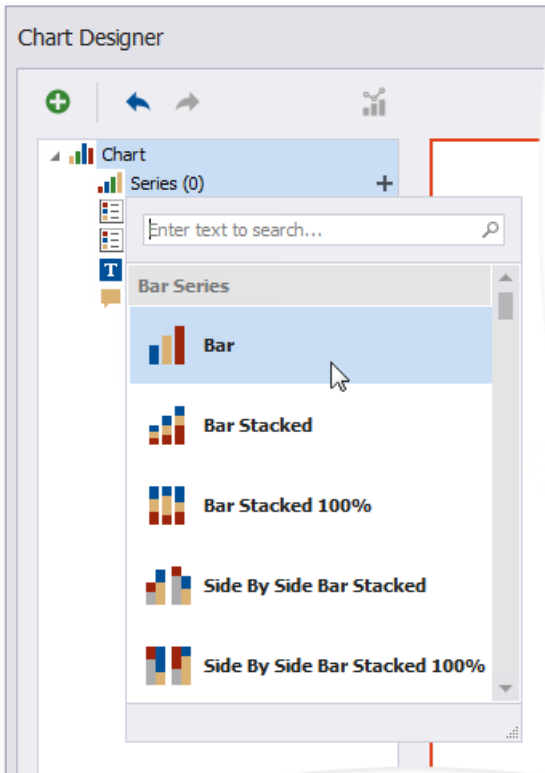 Chart Designer
Chart
Series (0)
Enter text to search...
Bar Series
Bar
Bar Stacked
T
Bar Stacked 100%
Side By Side Bar Stacked
Side By Side Bar Stacked 100%